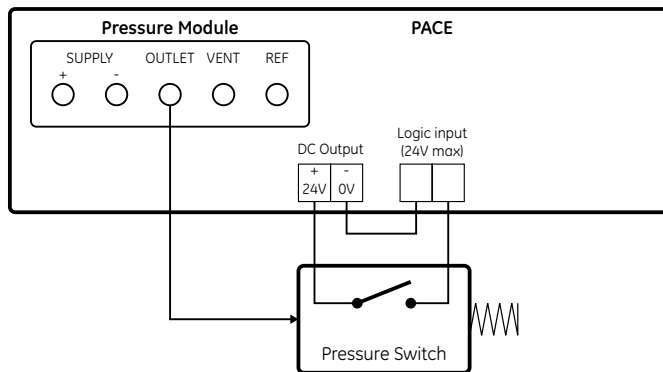 Pressure Module
PACE
SUPPLY
OUTLET
VENT
REF
+
-
DC Output
Logic input
(24V max)
+
-
24V
0V
Pressure Switch